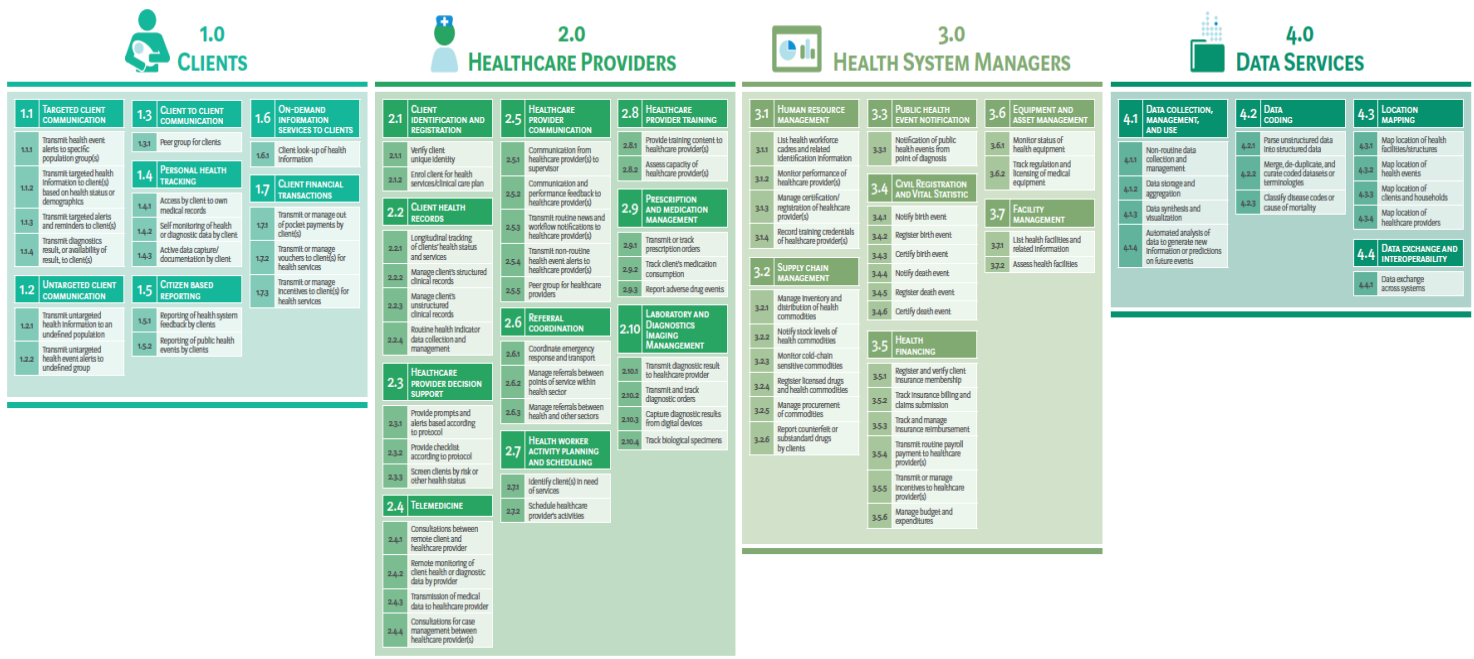 1.0
CLIENTS
1.1 TARGETED CLIENT
COMMUNICATION
1.1.1 Transmit health event
alerts to specific
population group(s)
1.1.2 Transmit targeted health
information to client(s)
based on health status or
demographics
1.1.3 Transmit targeted alerts
and reminders to client(s)
1.1.4 Transmit diagnostics
result, or availability of
result, to client(s)
1.2 UNTARGETED CLIENT
COMMUNICATION
1.2.1 Transmit untargeted
health information to an
undefined population
1.2.2 Transmit untargeted
health event alerts to
undefined group
1.3 CLIENT TO CLIENT
COMMUNICATION
1.3.1 Peer group for clients
1.4 PERSONAL HEALTH
TRACKING
1.4.1 Access by client to own
medical records
1.4.2 Self monitoring of health
or diagnostic data by client
1.4.3 Active data capture/
documentation by client
1.5 CITIZEN BASED
REPORTING
1.5.1 Reporting of health system
feedback by clients
1.5.2 Reporting of public health
events by clients
1.6 ON-DEMAND
INFORMATION
SERVICES TO CLIENTS
1.6.1 Client look-up of health
information
1.7 CLIENT FINANCIAL
TRANSACTIONS
1.7.1 Transmit or manage out
of pocket payments by
client(s)
1.7.2 Transmit or manage
vouchers to client(s) for
health services
1.7.3 Transmit or manage
incentives to client(s) for
health services
2.0
HEALTHCARE PROVIDERS
2.1 CLIENT
IDENTIFICATION AND
REGISTRATION
2.1.1 Verify client
unique identity
2.1.2 Enrol client for health
services/clinical care plan
2.2 CLIENT HEALTH
RECORDS
2.2.1 Longitudinal tracking
of clients' health status
and services
2.2.2 Manage client's structured
clinical records
2.2.3 Manage client's
unstructured
clinical records
2.2.4 Routine health indicator
data collection and
management
2.3 HEALTHCARE
PROVIDER DECISION
SUPPORT
2.3.1 Provide prompts and
alerts based according
to protocol
2.3.2 Provide checklist
according to protocol
2.3.3 Screen clients by risk or
other health status
2.4 TELEMEDICINE
2.4.1 Consultations between
remote client and
healthcare provider
2.4.2 Remote monitoring of
client health or diagnostic
data by provider
2.4.3 Transmission of medical
data to healthcare provider
2.4.4 Consultations for case
management between
healthcare provider(s)
2.5 HEALTHCARE
PROVIDER
COMMUNICATION
2.5.1 Communication from
healthcare provider(s) to
supervisor
2.5.2 Communication and
performance feedback to
healthcare provider(s)
2.5.3 Transmit routine news and
workflow notifications to
healthcare provider(s)
2.5.4 Transmit non-routine
health event alerts to
healthcare provider(s)
2.5.5 Peer group for healthcare
providers
2.6 REFERRAL
COORDINATION
2.6.1 Coordinate emergency
response and transport
2.6.2 Manage referrals between
points of service within
health sector
2.6.3 Manage referrals between
health and other sectors
2.7 HEALTH WORKER
ACTIVITY PLANNING
AND SCHEDULING
2.7.1 Identify client(s) in need
of services
2.7.2 Schedule healthcare
provider's activities
2.8 HEALTHCARE
PROVIDER TRAINING
2.8.1 Provide training content to
healthcare provider(s)
2.8.2 Assess capacity of
healthcare provider(s)
2.9 PRESCRIPTION
AND MEDICATION
MANAGEMENT
2.9.1 Transmit or track
prescription orders
2.9.2 Track client's medication
consumption
2.9.3 Report adverse drug events
2.10 LABORATORY AND
DIAGNOSTICS
IMAGING
MANAGEMENT
2.10.1 Transmit diagnostic result
to healthcare provider
2.10.2 Transmit and track
diagnostic orders
2.10.3 Capture diagnostic results
from digital devices
2.10.4 Track biological specimens
3.0
HEALTH SYSTEM MANAGERS
3.1 HUMAN RESOURCE
MANAGEMENT
3.1.1 List health workforce
cadres and related
identification information
3.1.2 Monitor performance of
healthcare provider(s)
3.1.3 Manage certification/
registration of healthcare
provider(s)
3.1.4 Record training credentials
of healthcare provider(s)
3.2 SUPPLY CHAIN
MANAGEMENT
3.2.1 Manage inventory and
distribution of health
commodities
3.2.2 Notify stock levels of
health commodities
3.2.3 Monitor cold-chain
sensitive commodities
3.2.4 Register licensed drugs
and health commodities
3.2.5 Manage procurement
of commodities
3.2.6 Report counterfeit or
substandard drugs
by clients
3.3 PUBLIC HEALTH
EVENT NOTIFICATION
3.3.1 Notification of public
health events from
point of diagnosis
3.4 CIVIL REGISTRATION
AND VITAL STATISTIC
3.4.1 Notify birth event
3.4.2 Register birth event
3.4.3 Certify birth event
3.4.4 Notify death event
3.4.5 Register death event
3.4.6 Certify death event
3.5 HEALTH
FINANCING
3.5.1 Register and verify client
insurance membership
3.5.2 Track insurance billing and
claims submission
3.5.3 Track and manage
insurance reimbursement
3.5.4 Transmit routine payroll
payment to healthcare
provider(s)
3.5.5 Transmit or manage
incentives to healthcare
provider(s)
3.5.6 Manage budget and
expenditures
3.6 EQUIPMENT AND
ASSET MANAGEMENT
3.6.1 Monitor status of
health equipment
3.6.2 Track regulation and
licensing of medical
equipment
3.7 FACILITY
MANAGEMENT
3.7.1 List health facilities and
related information
3.7.2 Assess health facilities
4.0
DATA SERVICES
4.1 DATA COLLECTION,
MANAGEMENT,
AND USE
4.1.1 Non-routine data
collection and
management
4.1.2 Data storage and
aggregation
4.1.3 Data synthesis and
visualization
4.1.4 Automated analysis of
data to generate new
information or predictions
on future events
4.2 DATA
CODING
4.2.1 Parse unstructured data
into structured data
4.2.2 Merge, de-duplicate, and
curate coded datasets or
terminologies
4.2.3 Classify disease codes or
cause of mortality
4.3 LOCATION
MAPPING
4.3.1 Map location of health
facilities/structures
4.3.2 Map location of
health events
4.3.3 Map location of
clients and households
4.3.4 Map location of
healthcare providers
4.4 DATA EXCHANGE AND
INTEROPERABILITY
4.4.1 Data exchange
across systems